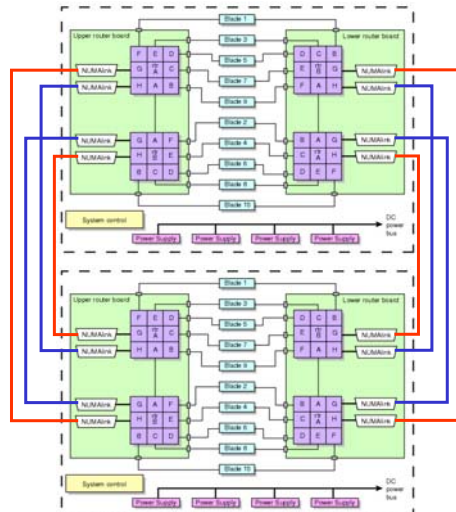 Blade 1
Upper router board
Blade 3
Lower router board
F E D
Blade 5
D C B
NUMAlink
G A C
Blade 7
E B G
NUMAlink
NUMAlink
H A B
Blade 9
F A H
NUMAlink
Blade 2
NUMAlink
G A F
Blade 4
B A G
NUMAlink
NUMAlink
H B E
C A H
NUMAlink
B C D
Blade 6
D E F
Blade 8
Blade 10
System control
DC
power
bus
Power Supply
Power Supply
Power Supply
Power Supply
Blade 1
Upper router board
Blade 3
Lower router board
F E D
Blade 5
D C B
NUMAlink
G A C
Blade 7
E B G
NUMAlink
NUMAlink
H A B
Blade 9
F A H
NUMAlink
Blade 2
NUMAlink
G A F
Blade 4
B A G
NUMAlink
NUMAlink
H B E
C A H
NUMAlink
B C D
Blade 6
D E F
Blade 8
Blade 10
System control
DC
power
bus
Power Supply
Power Supply
Power Supply
Power Supply